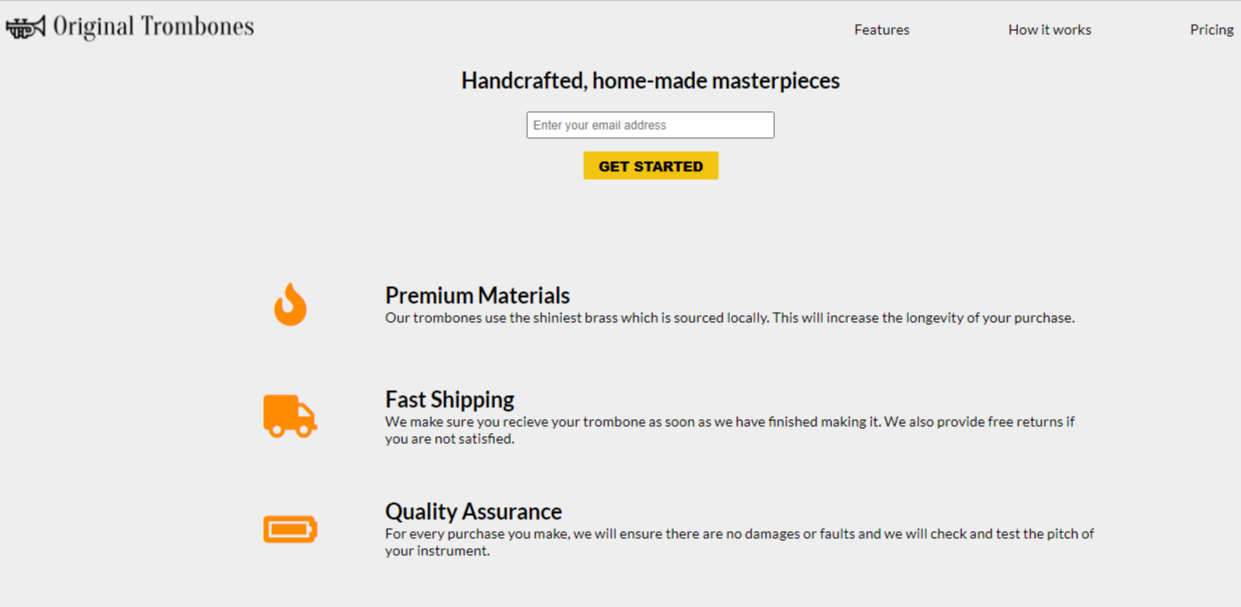 Original Trombones
Features
How it works
Pricing
Handcrafted, home-made masterpieces
Enter your email address
GET STARTED
Premium Materials
Our trombones use the shiniest brass which is sourced locally. This will increase the longevity of your purchase.
Fast Shipping
We make sure you recieve your trombone as soon as we have finished making it. We also provide free returns if
you are not satisfied.
Quality Assurance
For every purchase you make, we will ensure there are no damages or faults and we will check and test the pitch of
your instrument.